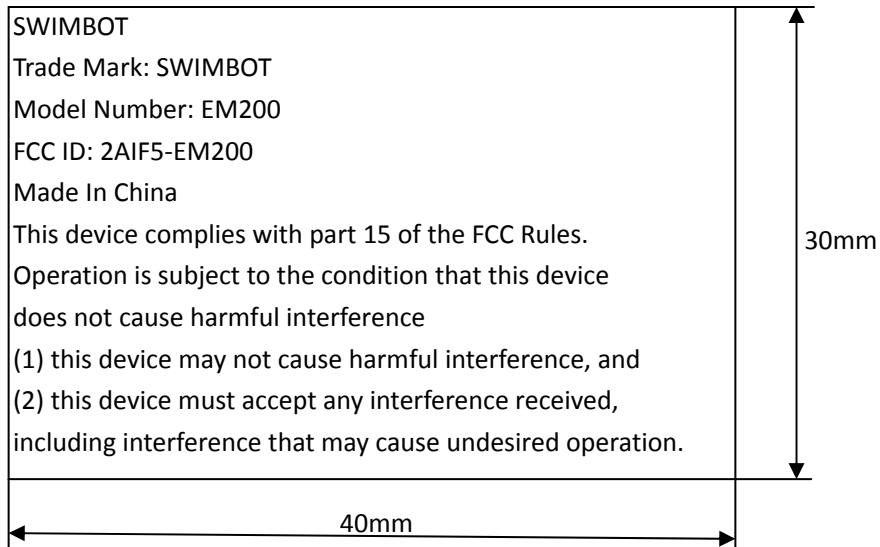 SWIMBOT
Trade Mark: SWIMBOT
Model Number: EM200
FCC ID: 2AIF5-EM200
Made In China
This device complies with part 15 of the FCC Rules.
Operation is subject to the condition that this device
does not cause harmful interference
(1) this device may not cause harmful interference, and
(2) this device must accept any interference received,
including interference that may cause undesired operation.
30mm
40mm